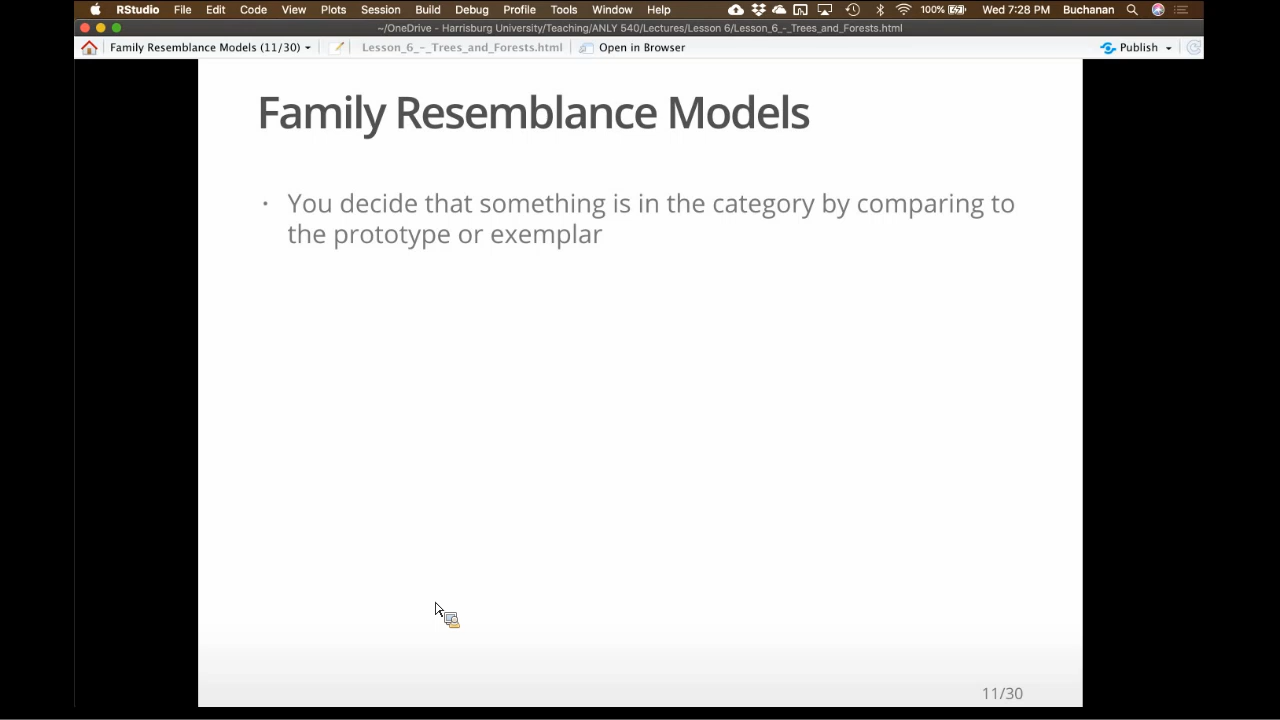 RStudio File Edit Code View Plots Session Build Debug Profile Tools Window Help 100% Wed 7:28 PM Buchanan
~/OneDrive - Harrisburg University/Teaching/ANLY 540/Lectures/Lesson 6/Lesson_6_-_Trees_and_Forests.html
Family Resemblance Models (11/30) Lesson_6_-_Trees_and_Forests.html Open in Browser Publish
Family Resemblance Models
· You decide that something is in the category by comparing to
the prototype or exemplar
11/30